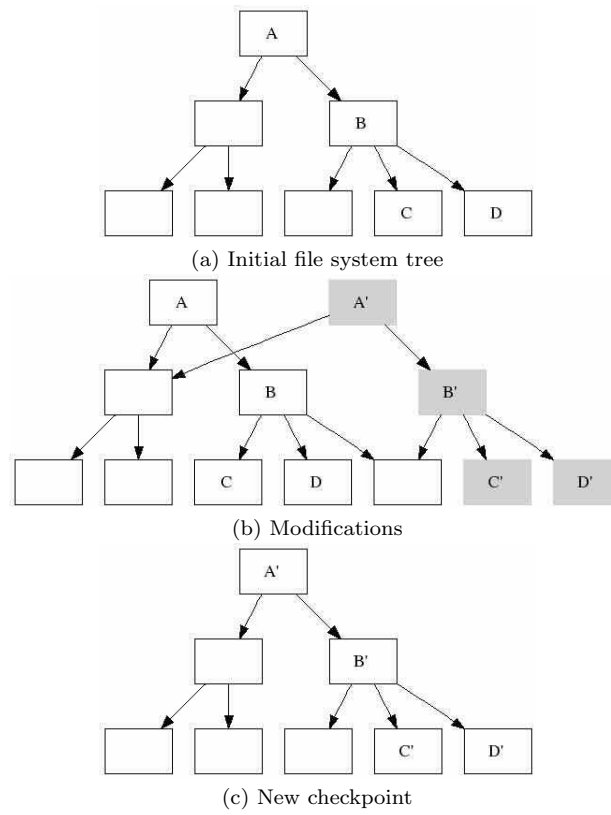 A
B
C D
(a) Initial file system tree
A A'
B B'
C D C' D'
(b) Modifications
A'
B'
C' D'
(c) New checkpoint